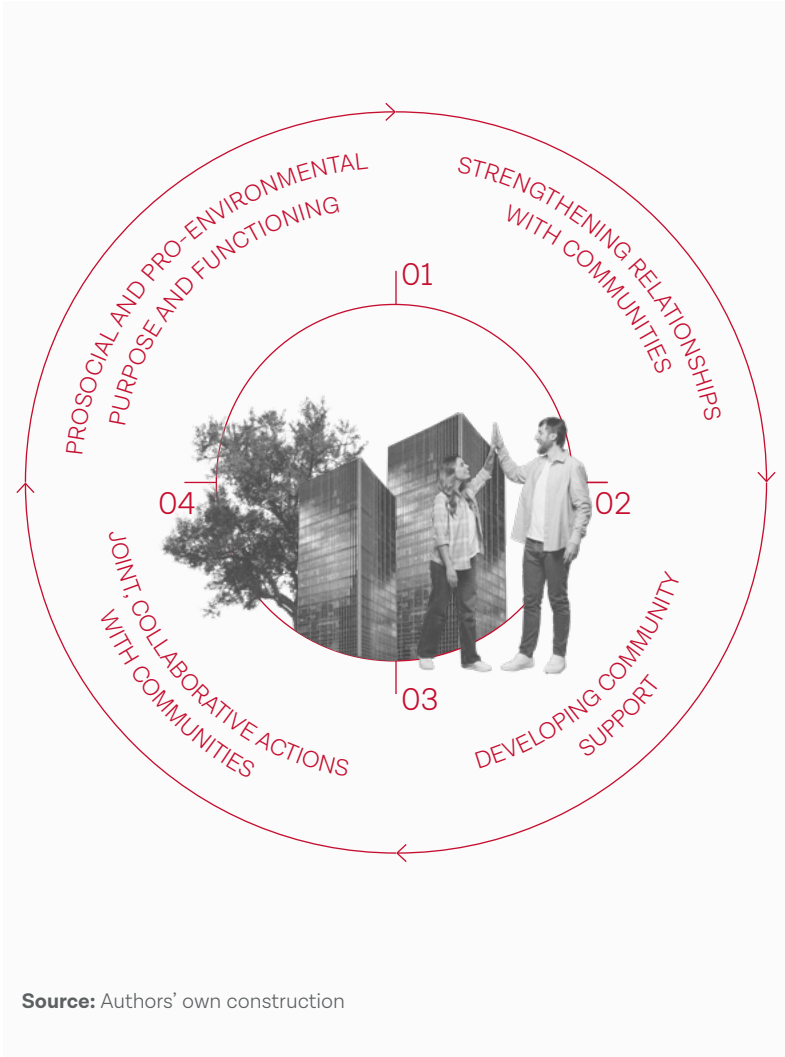 PROSOCIAL AND PRO-ENVIRONMENTAL
PURPOSE AND FUNCTIONING
STRENGTHENING RELATIONSHIPS
WITH COMMUNITIES
01
04
02
JOINT, COLLABORATIVE ACTIONS
WITH COMMUNITIES
DEVELOPING COMMUNITY
SUPPORT
03
Source: Authors’ own construction